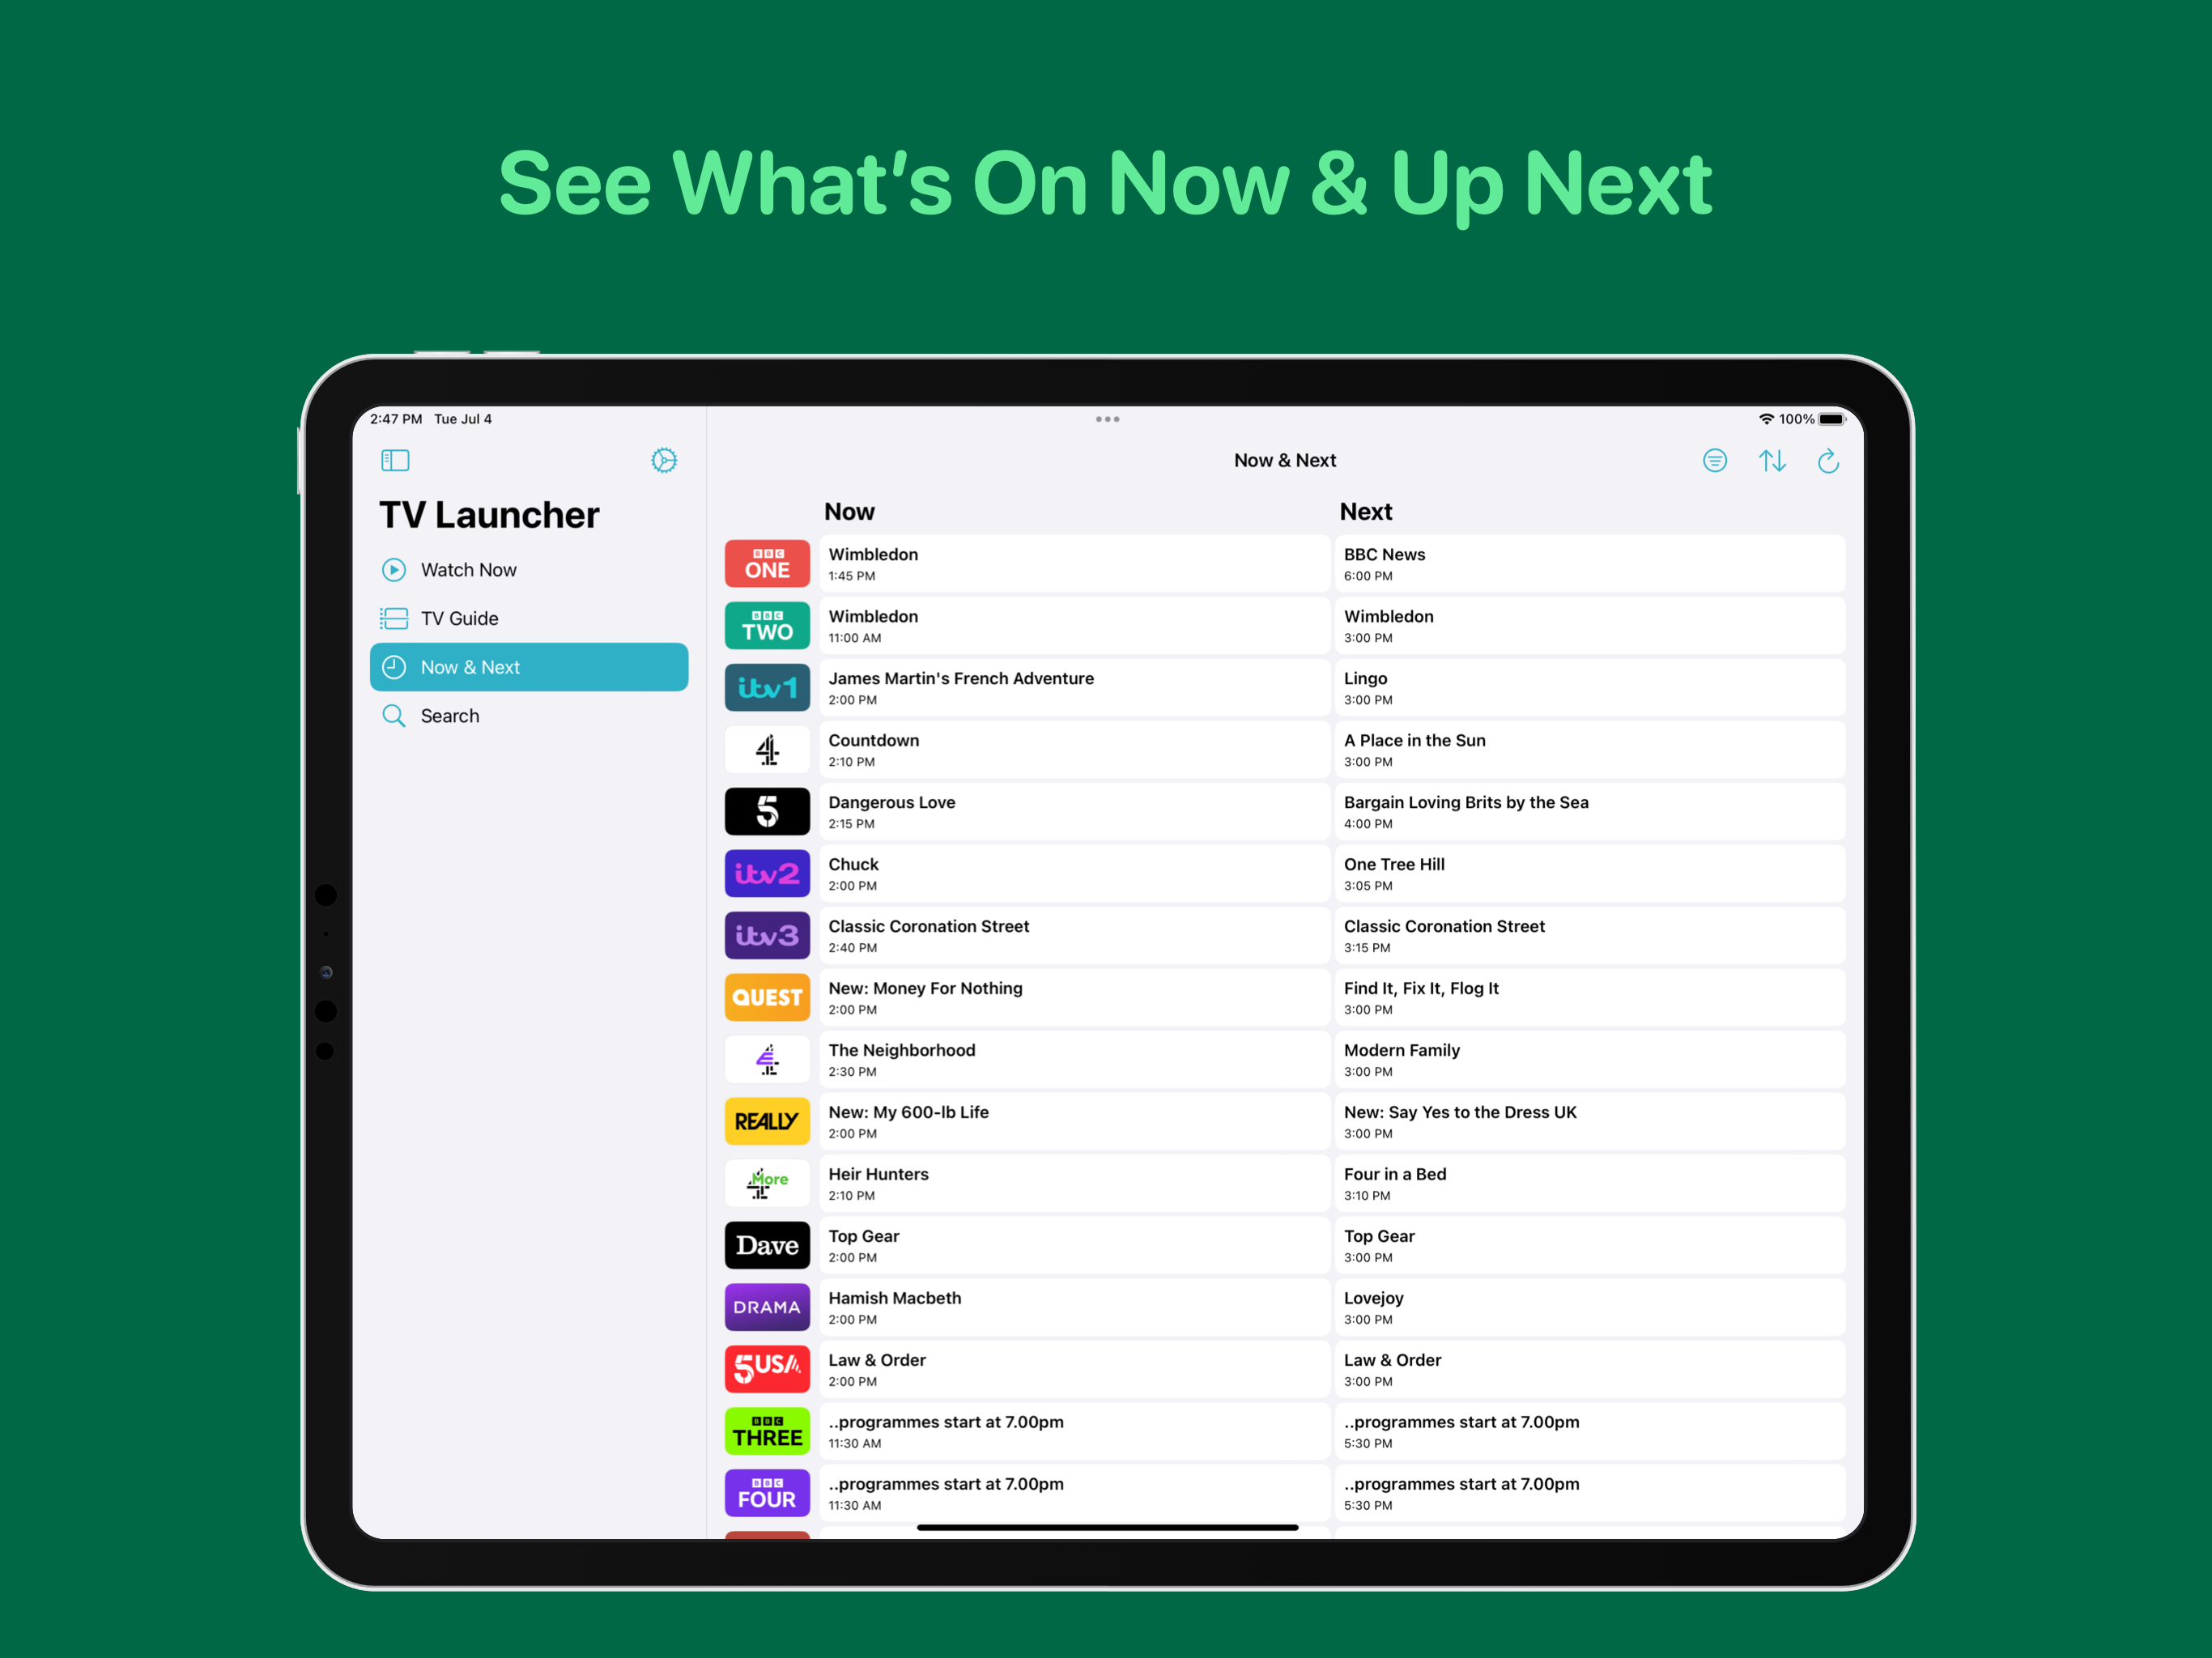 See What's On Now & Up Next
2:47 PM Tue Jul 4
100%
Now & Next
TV Launcher
Watch Now
TV Guide
Now & Next
Search
Now Next
BBC ONE
Wimbledon
1:45 PM
BBC News
6:00 PM
BBC TWO
Wimbledon
11:00 AM
Wimbledon
3:00 PM
itv1
James Martin's French Adventure
2:00 PM
Lingo
3:00 PM
4
Countdown
2:10 PM
A Place in the Sun
3:00 PM
5
Dangerous Love
2:15 PM
Bargain Loving Brits by the Sea
4:00 PM
itv2
Chuck
2:00 PM
One Tree Hill
3:05 PM
itv3
Classic Coronation Street
2:40 PM
Classic Coronation Street
3:15 PM
QUEST
New: Money For Nothing
2:00 PM
Find It, Fix It, Flog It
3:00 PM
E4
The Neighborhood
2:30 PM
Modern Family
3:00 PM
REALLY
New: My 600-lb Life
2:00 PM
New: Say Yes to the Dress UK
3:00 PM
More 4
Heir Hunters
2:10 PM
Four in a Bed
3:10 PM
Dave
Top Gear
2:00 PM
Top Gear
3:00 PM
DRAMA
Hamish Macbeth
2:00 PM
Lovejoy
3:00 PM
5USA
Law & Order
2:00 PM
Law & Order
3:00 PM
BBC THREE
..programmes start at 7.00pm
11:30 AM
..programmes start at 7.00pm
5:30 PM
BBC FOUR
..programmes start at 7.00pm
11:30 AM
..programmes start at 7.00pm
5:30 PM